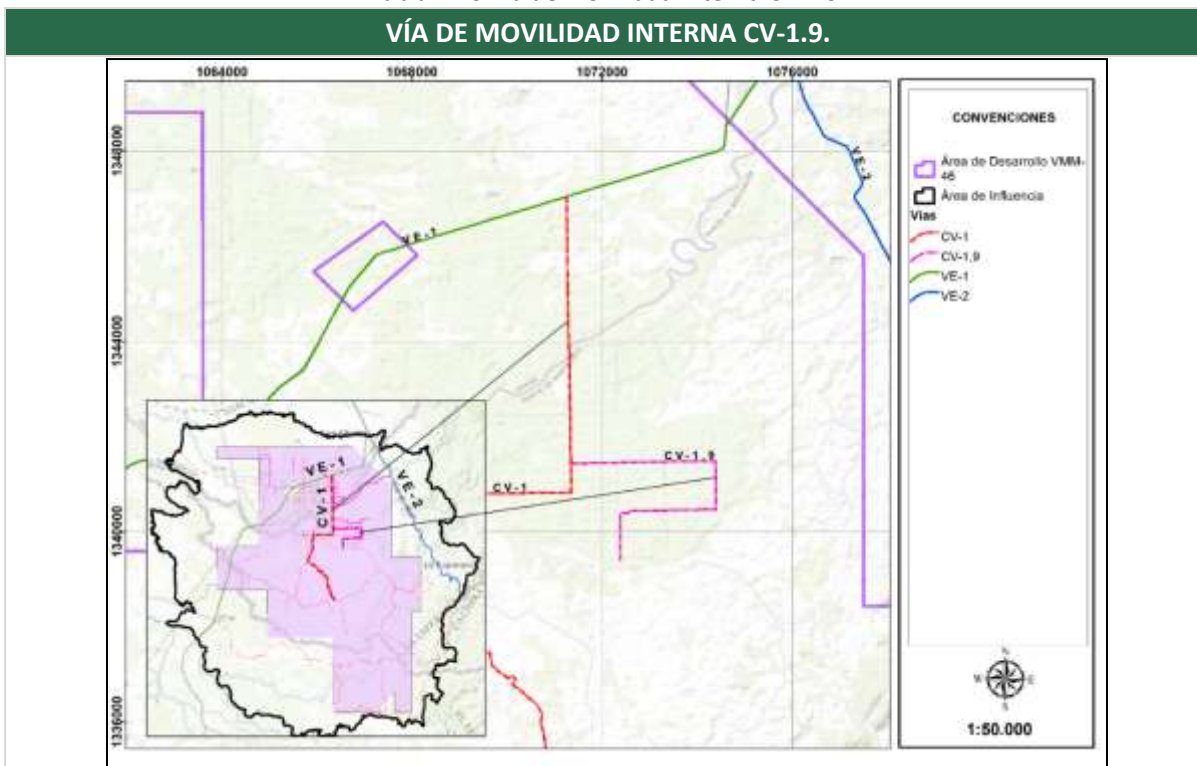 VÍA DE MOVILIDAD INTERNA CV-1.9.
1064000 1068000 1072000 1076000
1348000
1344000
1340000
1336000
VE-1
VE-2
CV-1,9
CV-1
VE-1
CV-1
VE-2
CONVENCIONES
Área de Desarrollo VMM-
46
Área de Influencia
Vías
CV-1
CV-1,9
VE-1
VE-2
N
W E
S
1:50.000